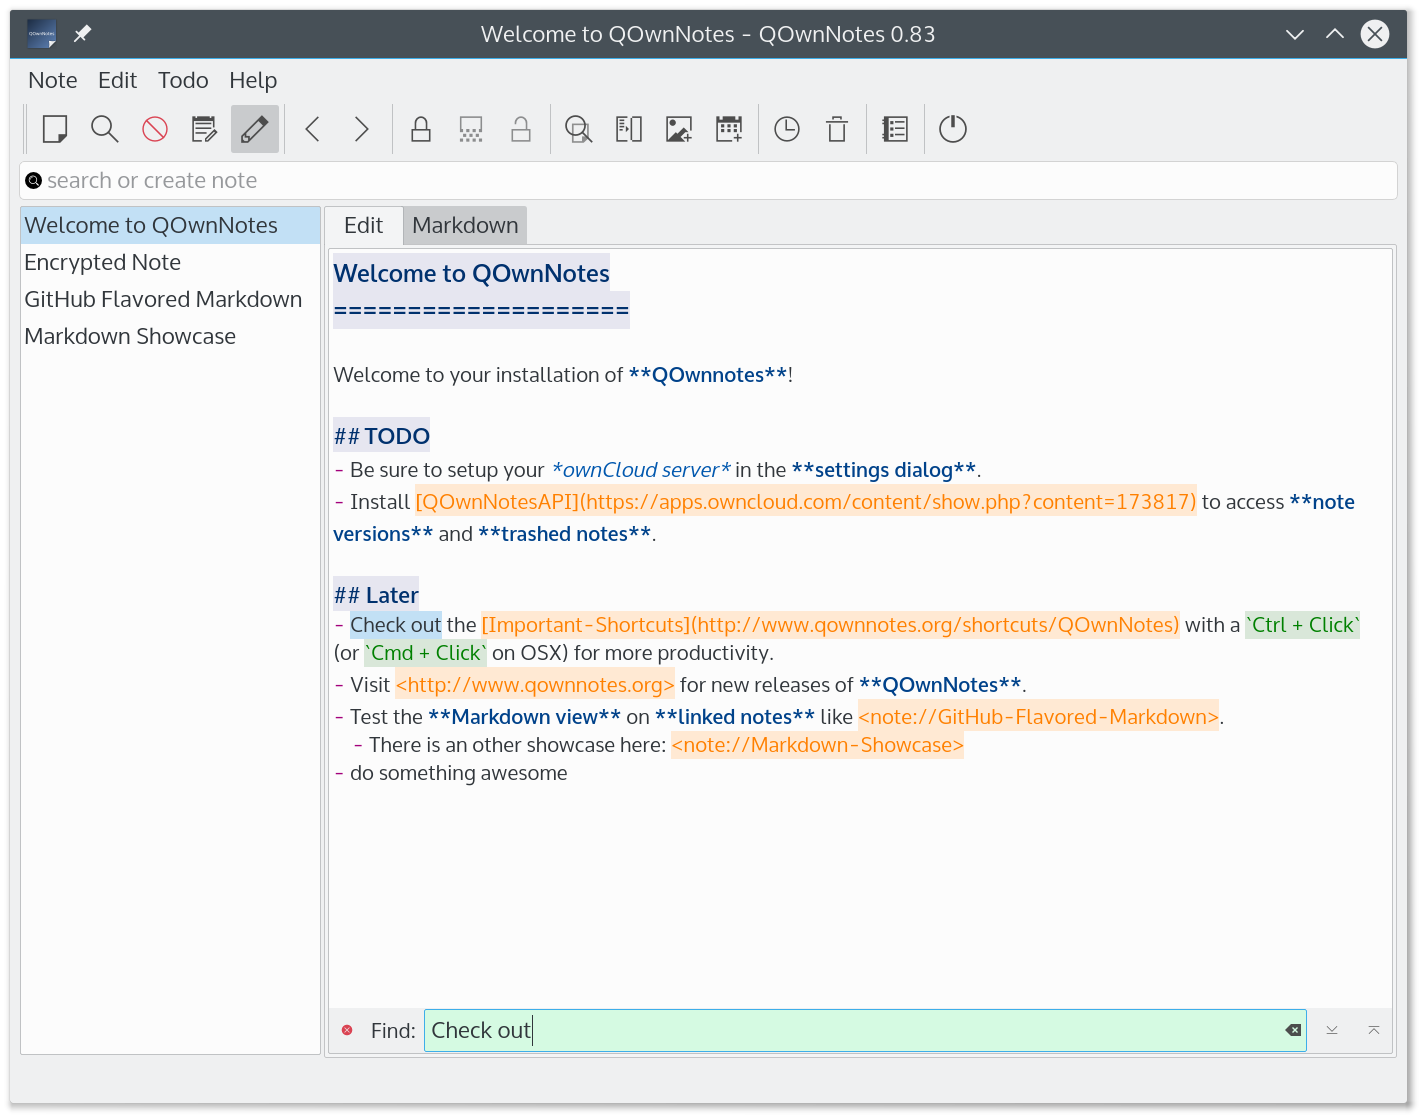 QOwnNotes
Welcome to QOwnNotes - QOwnNotes 0.83
Note Edit Todo Help
search or create note
Welcome to QOwnNotes
Encrypted Note
GitHub Flavored Markdown
Markdown Showcase
Edit Markdown
Welcome to QOwnNotes
====================
Welcome to your installation of **QOwnnotes**!
## TODO
- Be sure to setup your *ownCloud server* in the **settings dialog**.
- Install [QOwnNotesAPI](https://apps.owncloud.com/content/show.php?content=173817) to access **note
versions** and **trashed notes**.
## Later
- Check out the [Important-Shortcuts](http://www.qownnotes.org/shortcuts/QOwnNotes) with a `Ctrl + Click`
(or `Cmd + Click` on OSX) for more productivity.
- Visit <http://www.qownnotes.org> for new releases of **QOwnNotes**.
- Test the **Markdown view** on **linked notes** like <note://GitHub-Flavored-Markdown>.
- There is an other showcase here: <note://Markdown-Showcase>
- do something awesome
Find: Check out